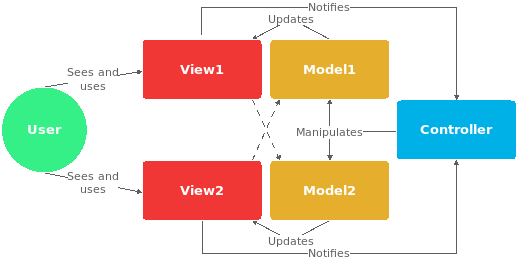 Notifies
Updates
Sees and
uses
View1
Model1
User
Manipulates
Controller
Sees and
uses
View2
Model2
Updates
Notifies